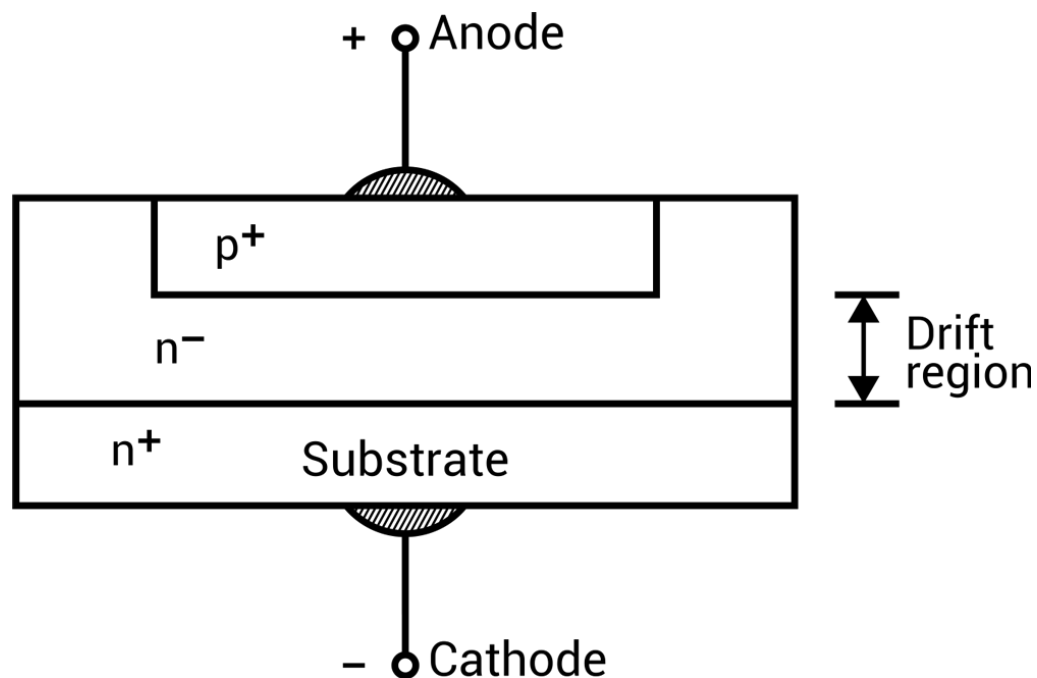 + Anode
p+
n−
Drift
region
n+
Substrate
− Cathode